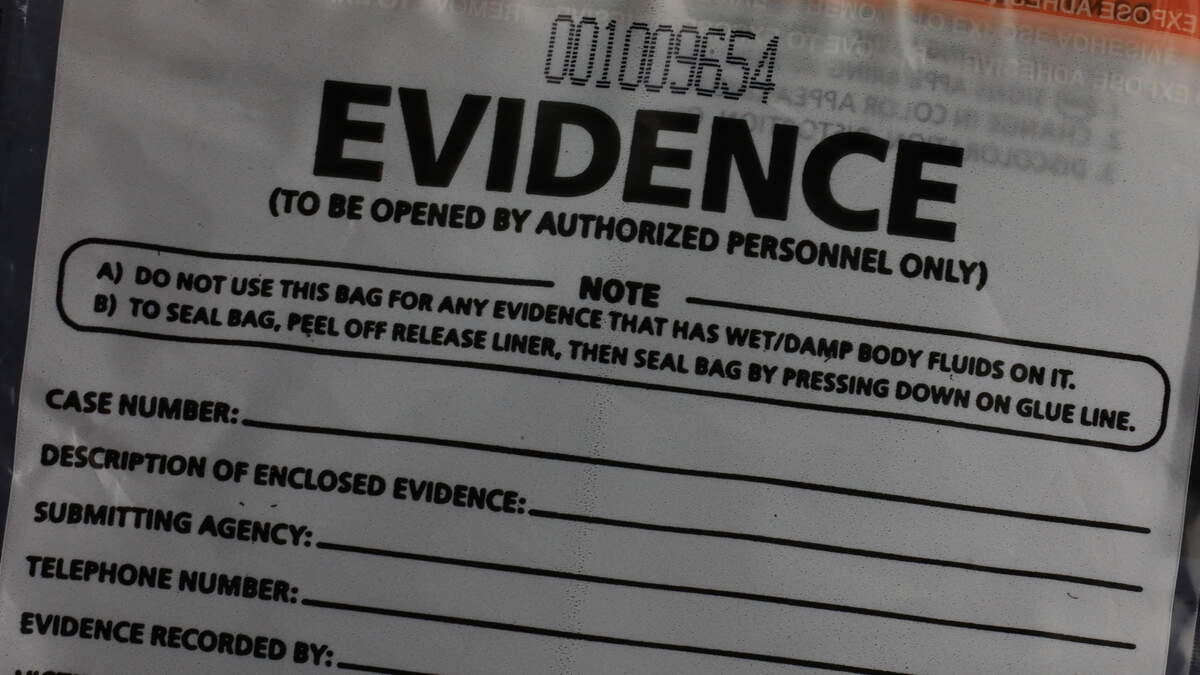 001009654
EVIDENCE
(TO BE OPENED BY AUTHORIZED PERSONNEL ONLY)
NOTE
A) DO NOT USE THIS BAG FOR ANY EVIDENCE THAT HAS WET/DAMP BODY FLUIDS ON IT.
B) TO SEAL BAG, PEEL OFF RELEASE LINER, THEN SEAL BAG BY PRESSING DOWN ON GLUE LINE.
CASE NUMBER:
DESCRIPTION OF ENCLOSED EVIDENCE:
SUBMITTING AGENCY:
TELEPHONE NUMBER:
EVIDENCE RECORDED BY: